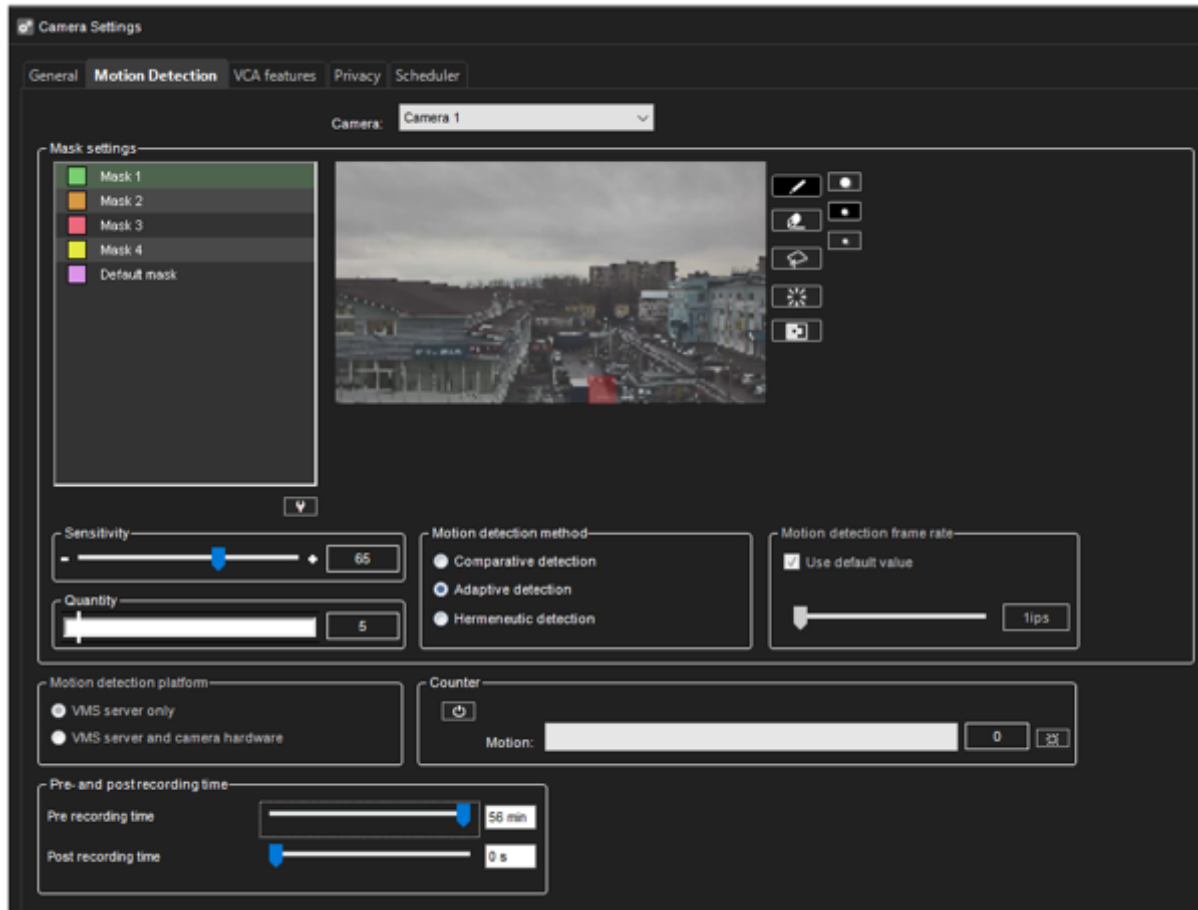 Camera Settings
General Motion Detection VCA features Privacy Scheduler
Camera: Camera 1
Mask settings
Mask 1
Mask 2
Mask 3
Mask 4
Default mask
Sensitivity
- + 65
Quantity
5
Motion detection method
Comparative detection
Adaptive detection
Hermeneutic detection
Motion detection frame rate
Use default value
1ips
Motion detection platform
VMS server only
VMS server and camera hardware
Counter
Motion: 0
Pre- and post recording time
Pre recording time 56 min
Post recording time 0 s